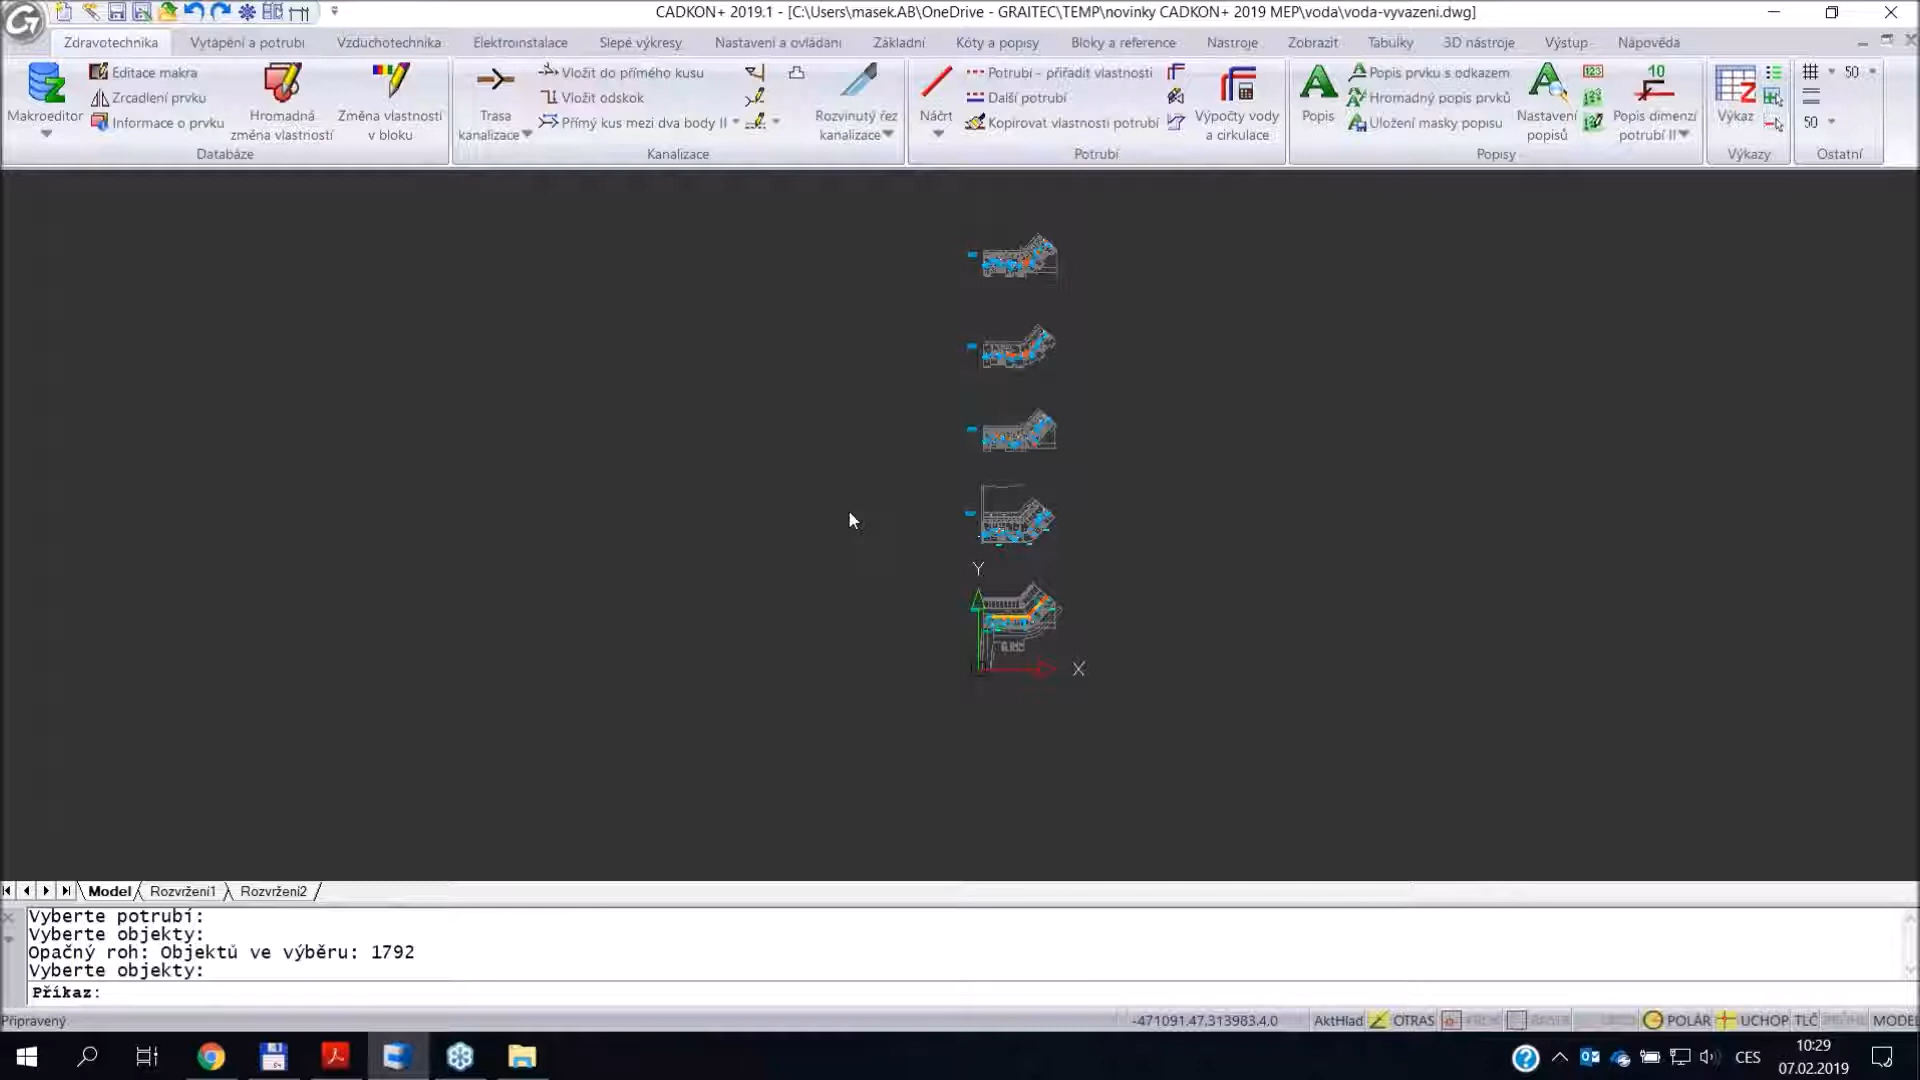 CADKON+ 2019.1 - [C:\Users\masek.AB\OneDrive - GRAITEC\TEMP\novinky CADKON+ 2019 MEP\voda\voda-vyvazeni.dwg]
Zdravotechnika Vytápění a potrubí Vzduchotechnika Elektroinstalace Slepé výkresy Nastavení a ovládání Základní Kóty a popisy Bloky a reference Nástroje Zobrazit Tabulky 3D nástroje Výstup Nápověda
Makroeditor
Editace makra
Zrcadlení prvku
Informace o prvku
Hromadná změna vlastností
Změna vlastností v bloku
Databáze
Trasa kanalizace
Vložit do přímého kusu
Vložit odskok
Přímý kus mezi dva body II
Rozvinutý řez kanalizace
Kanalizace
Náčrt
Potrubí - přiřadit vlastnosti
Další potrubí
Kopírovat vlastnosti potrubí
Výpočty vody a cirkulace
Potrubí
Popis
Popis prvku s odkazem
Hromadný popis prvků
Uložení masky popisu
Nastavení popisů
10
Popis dimenzí potrubí II
Popisy
Výkaz
Výkazy
50
50
Ostatní
Y
X
Model Rozvržení1 Rozvržení2
Vyberte potrubí:
Vyberte objekty:
Opačný roh: Objektů ve výběru: 1792
Vyberte objekty:
Příkaz:
Připravený
-471091.47,313983.4,0 AktHlad OTRAS POLÁR UCHOP TLČ MODEL
CES
10:29
07.02.2019